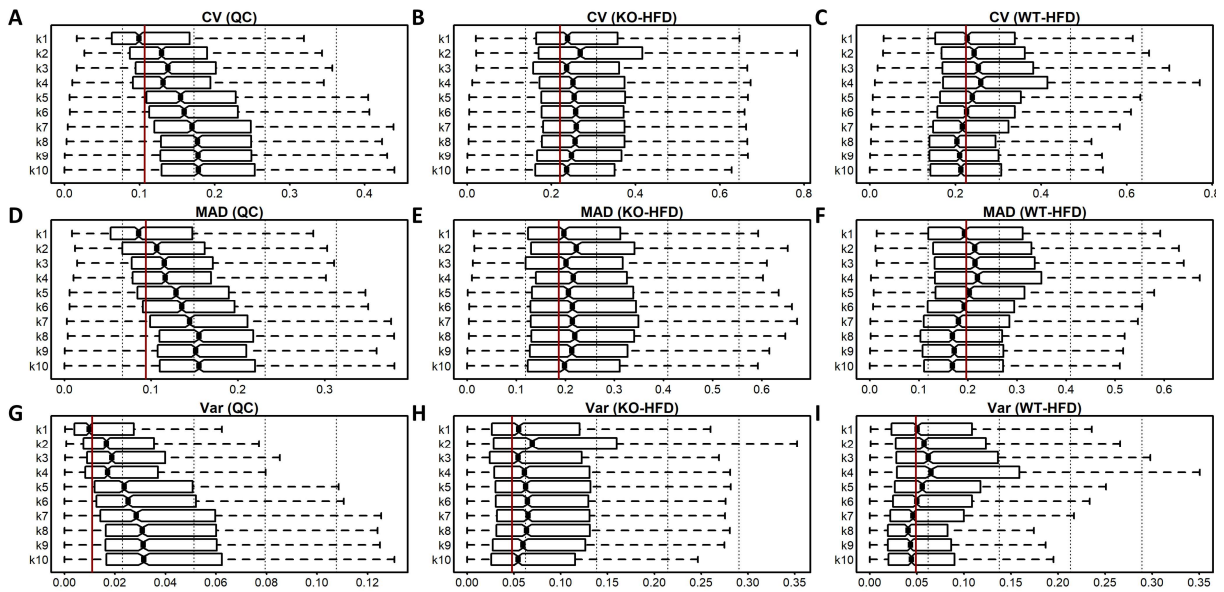 A CV (QC) B CV (KO-HFD) C CV (WT-HFD)
k1 k1 k1
k2 k2 k2
k3 k3 k3
k4 k4 k4
k5 k5 k5
k6 k6 k6
k7 k7 k7
k8 k8 k8
k9 k9 k9
k10 k10 k10
0.0 0.1 0.2 0.3 0.4 0.0 0.2 0.4 0.6 0.8 0.0 0.2 0.4 0.6 0.8
D MAD (QC) E MAD (KO-HFD) F MAD (WT-HFD)
k1 k1 k1
k2 k2 k2
k3 k3 k3
k4 k4 k4
k5 k5 k5
k6 k6 k6
k7 k7 k7
k8 k8 k8
k9 k9 k9
k10 k10 k10
0.0 0.1 0.2 0.3 0.0 0.1 0.2 0.3 0.4 0.5 0.6 0.7 0.0 0.2 0.4 0.6
G Var (QC) H Var (KO-HFD) I Var (WT-HFD)
k1 k1 k1
k2 k2 k2
k3 k3 k3
k4 k4 k4
k5 k5 k5
k6 k6 k6
k7 k7 k7
k8 k8 k8
k9 k9 k9
k10 k10 k10
0.00 0.02 0.04 0.06 0.08 0.10 0.12 0.00 0.05 0.10 0.15 0.20 0.25 0.30 0.35 0.00 0.05 0.10 0.15 0.20 0.25 0.30 0.35